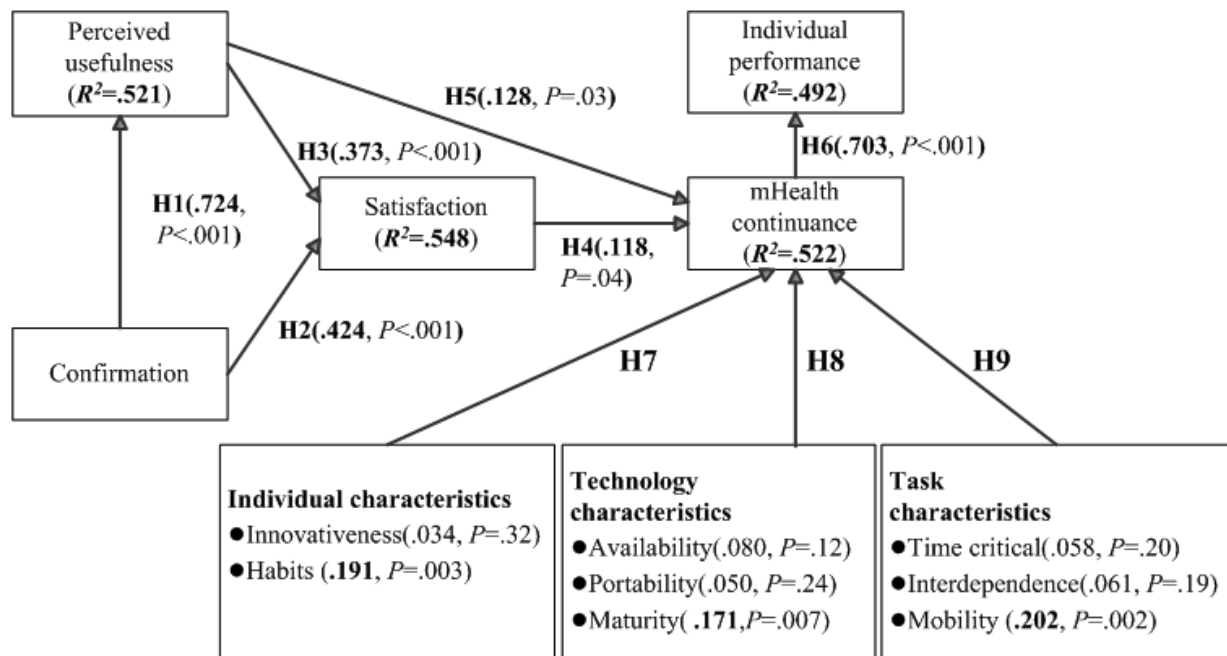 Perceived
usefulness
(R²=.521)
Individual
performance
(R²=.492)
H5(.128, P=.03)
H3(.373, P<.001)
H6(.703, P<.001)
H1(.724,
P<.001)
Satisfaction
(R²=.548)
mHealth
continuance
(R²=.522)
H4(.118,
P=.04)
H2(.424, P<.001)
Confirmation
H7
H8
H9
Individual characteristics
●Innovativeness(.034, P=.32)
●Habits (.191, P=.003)
Technology
characteristics
●Availability(.080, P=.12)
●Portability(.050, P=.24)
●Maturity( .171,P=.007)
Task
characteristics
●Time critical(.058, P=.20)
●Interdependence(.061, P=.19)
●Mobility (.202, P=.002)